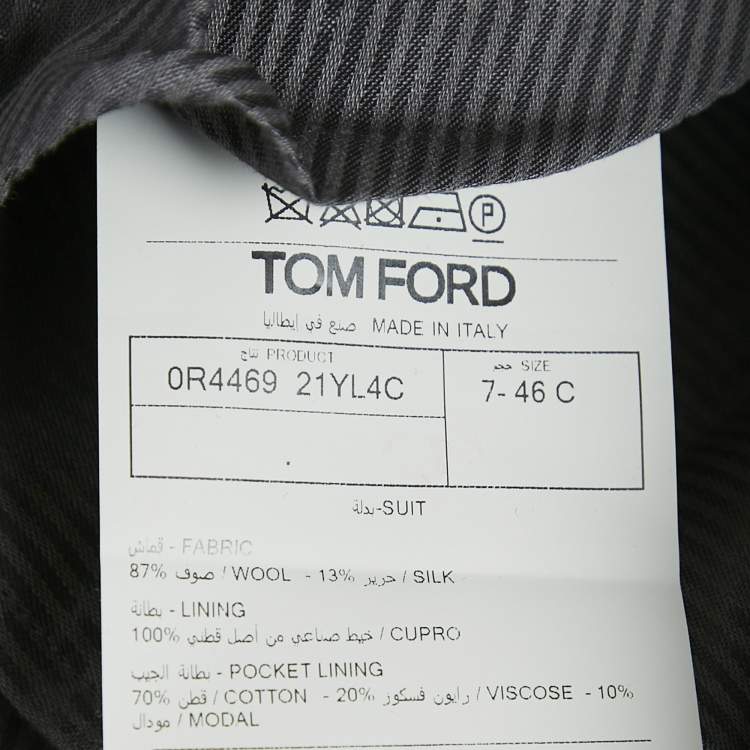 P
TOM FORD
صنع في إيطاليا MADE IN ITALY
نتاج PRODUCT
0R4469 21YL4C
حجم SIZE
7- 46 C
بدلة-SUIT
قماش - FABRIC
87% صوف / WOOL - 13% حرير / SILK
بطانة - LINING
100% خيط صناعي من أصل قطني / CUPRO
بطانة الجيب - POCKET LINING
70% قطن / COTTON - 20% رايون فسكوز / VISCOSE - 10%
مودال / MODAL